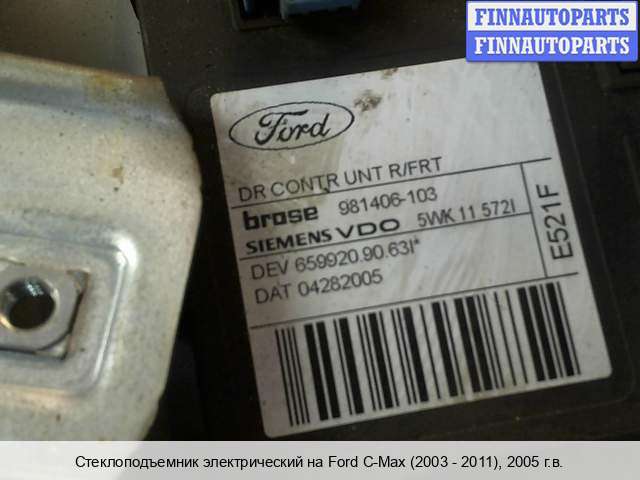 FINNAUTOPARTS
FINNAUTOPARTS
Ford
DR CONTR UNT R/FRT
brose 981406-103
SIEMENS VDO 5WK 11 572I
DEV 659920.90.63I*
DAT 04282005
E521F
Стеклоподъемник электрический на Ford C-Max (2003 - 2011), 2005 г.в.